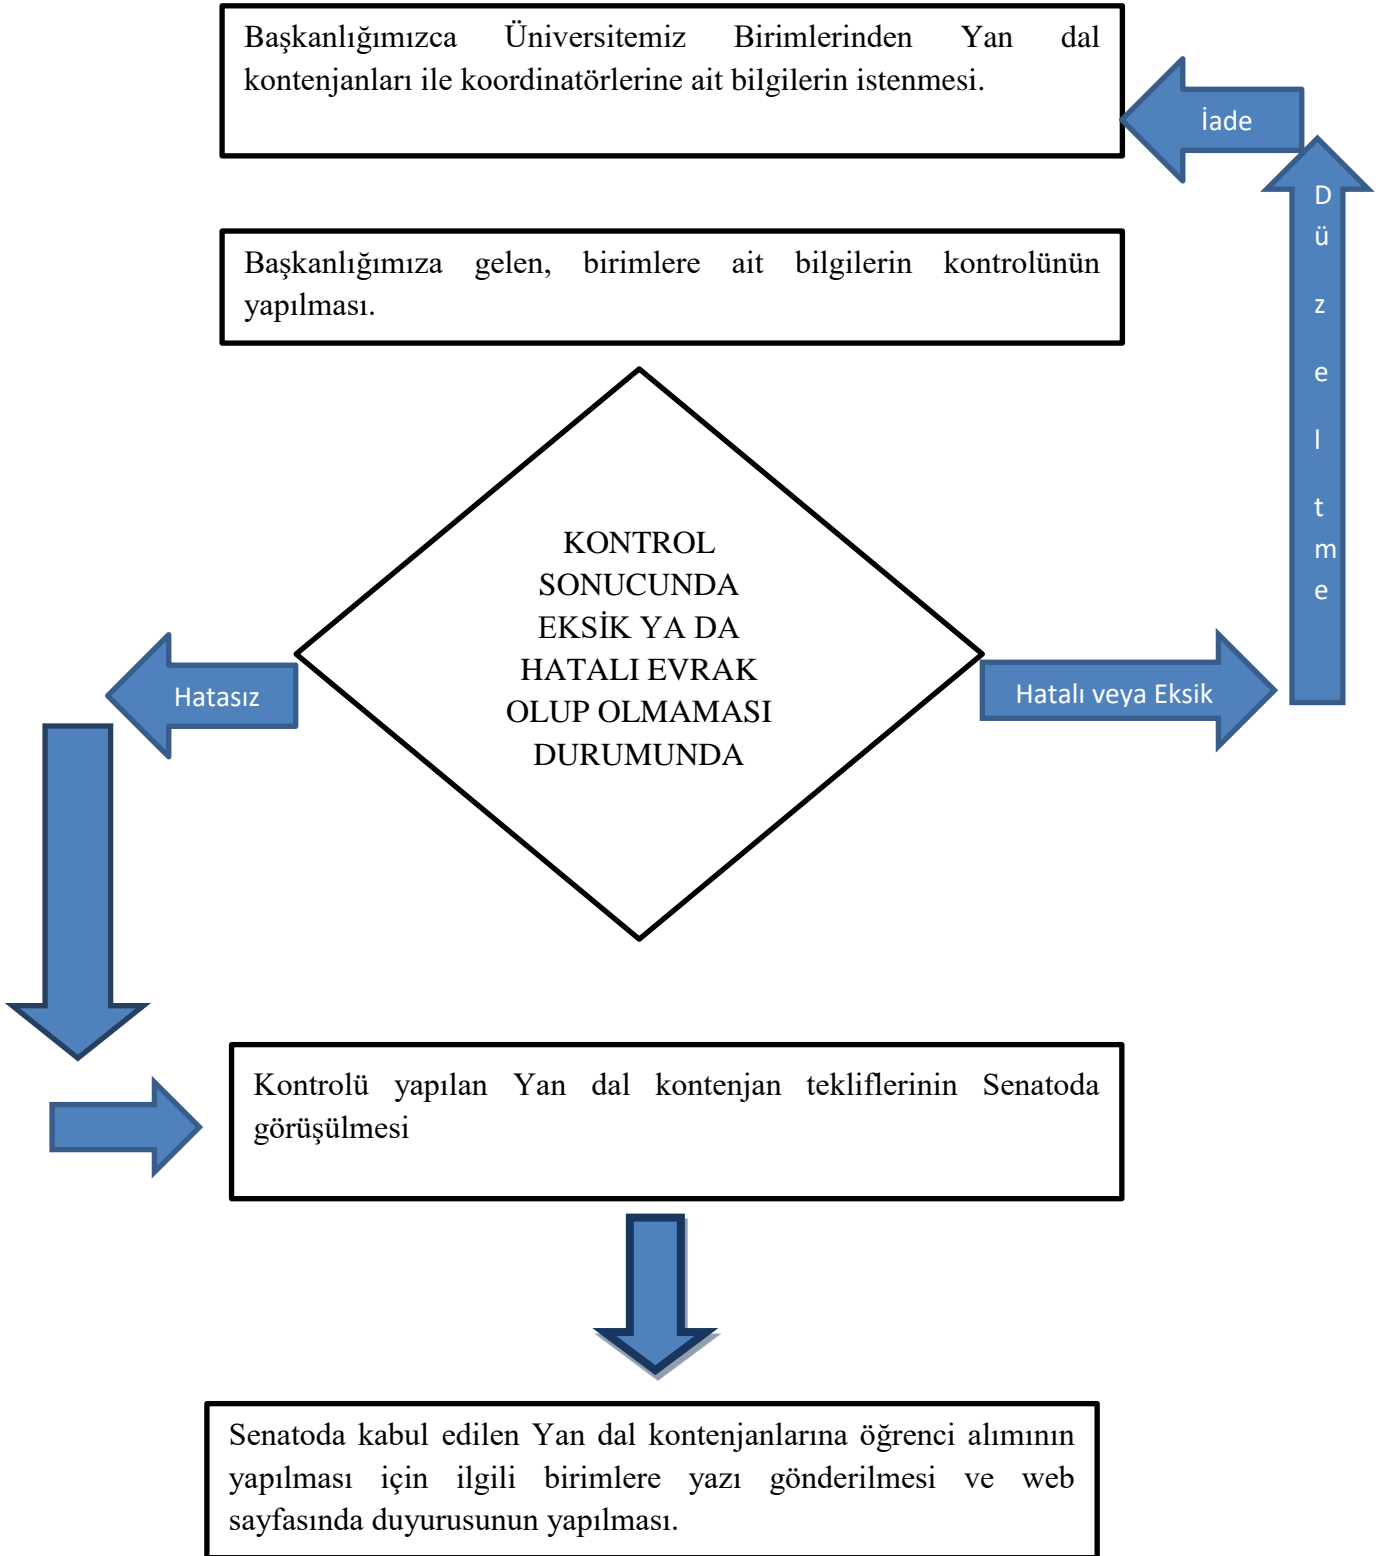 Başkanlığımızca Üniversitemiz Birimlerinden Yan dal
kontenjanları ile koordinatörlerine ait bilgilerin istenmesi.
İade
Düzeltme
Başkanlığımıza gelen, birimlere ait bilgilerin kontrolünün
yapılması.
KONTROL
SONUCUNDA
EKSİK YA DA
HATALI EVRAK
OLUP OLMAMASI
DURUMUNDA
Hatasız
Hatalı veya Eksik
Kontrolü yapılan Yan dal kontenjan tekliflerinin Senatoda
görüşülmesi
Senatoda kabul edilen Yan dal kontenjanlarına öğrenci alımının
yapılması için ilgili birimlere yazı gönderilmesi ve web
sayfasında duyurusunun yapılması.